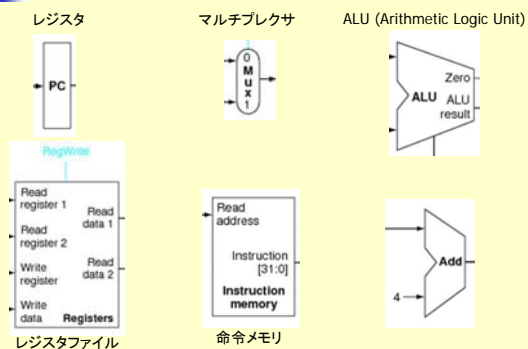 レジスタ
マルチプレクサ
ALU (Arithmetic Logic Unit)
PC
0
M
u
x
1
Zero
ALU
ALU
result
RegWrite
Read
register 1
Read
data 1
Read
register 2
Read
data 2
Write
register
Write
data
Registers
レジスタファイル
Read
address
Instruction
[31:0]
Instruction
memory
命令メモリ
Add
4